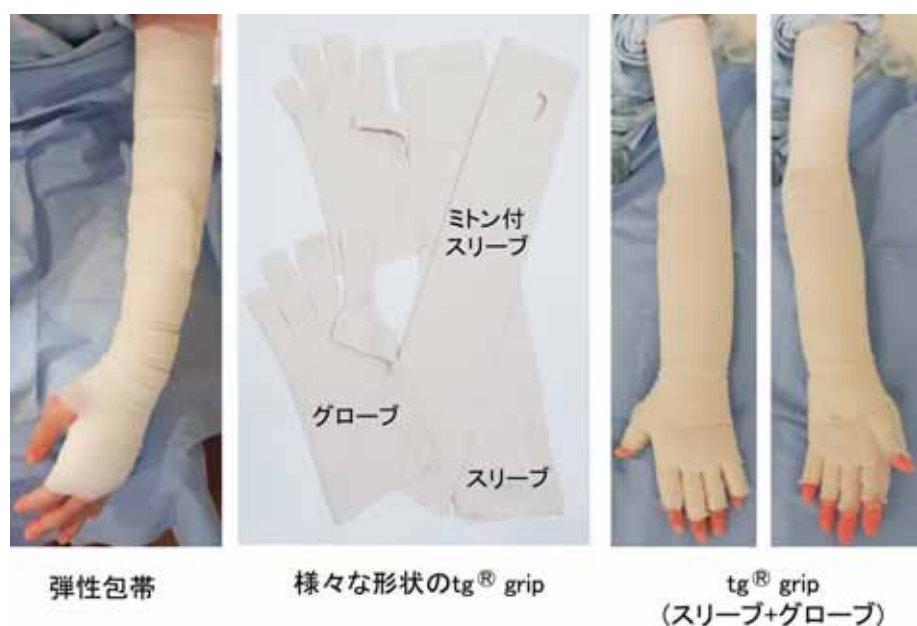 ミトン付
スリーブ
グローブ
スリーブ
弾性包帯
様々な形状のtg® grip
tg® grip
(スリーブ+グローブ)